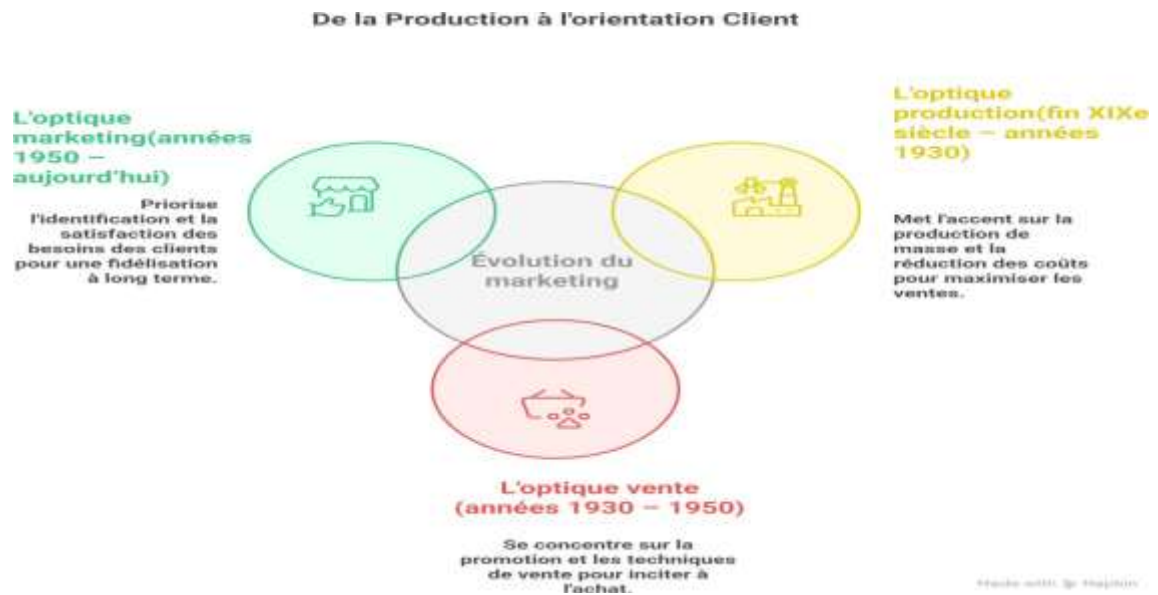 De la Production à l'orientation Client
L'optique
marketing(années
1950 –
aujourd'hui)
Priorise
l'identification et la
satisfaction des
besoins des clients
pour une fidélisation
à long terme.
L'optique
production(fin XIXe
siècle – années
1930)
Met l'accent sur la
production de
masse et la
réduction des coûts
pour maximiser les
ventes.
Évolution du
marketing
L'optique vente
(années 1930 – 1950)
Se concentre sur la
promotion et les techniques
de vente pour inciter à
l'achat.
Made with Napkin